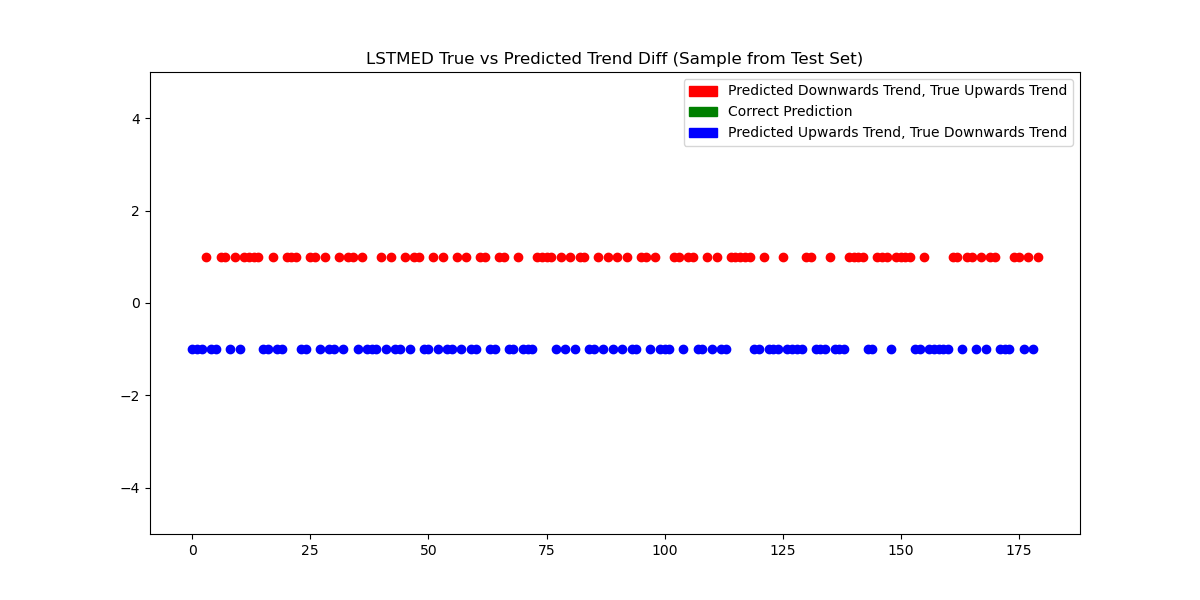 LSTMED True vs Predicted Trend Diff (Sample from Test Set)
Predicted Downwards Trend, True Upwards Trend
Correct Prediction
Predicted Upwards Trend, True Downwards Trend
4
2
0
−2
−4
0 25 50 75 100 125 150 175